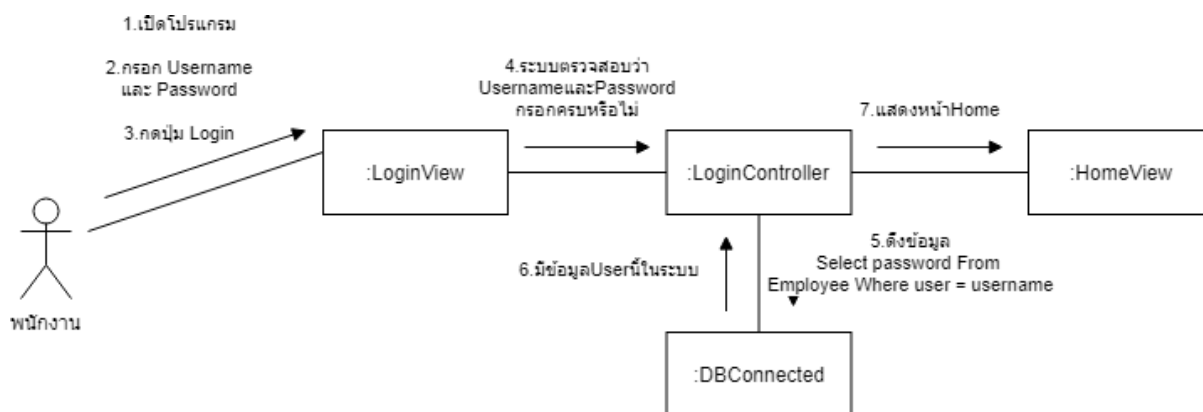 1.เปิดโปรแกรม
2.กรอก Username
และ Password
3.กดปุ่ม Login
4.ระบบตรวจสอบว่า
UsernameและPassword
กรอกครบหรือไม่
7.แสดงหน้าHome
:LoginView
:LoginController
:HomeView
5.ดึงข้อมูล
Select password From
Employee Where user = username
6.มีข้อมูลUserนี้ในระบบ
พนักงาน
:DBConnected